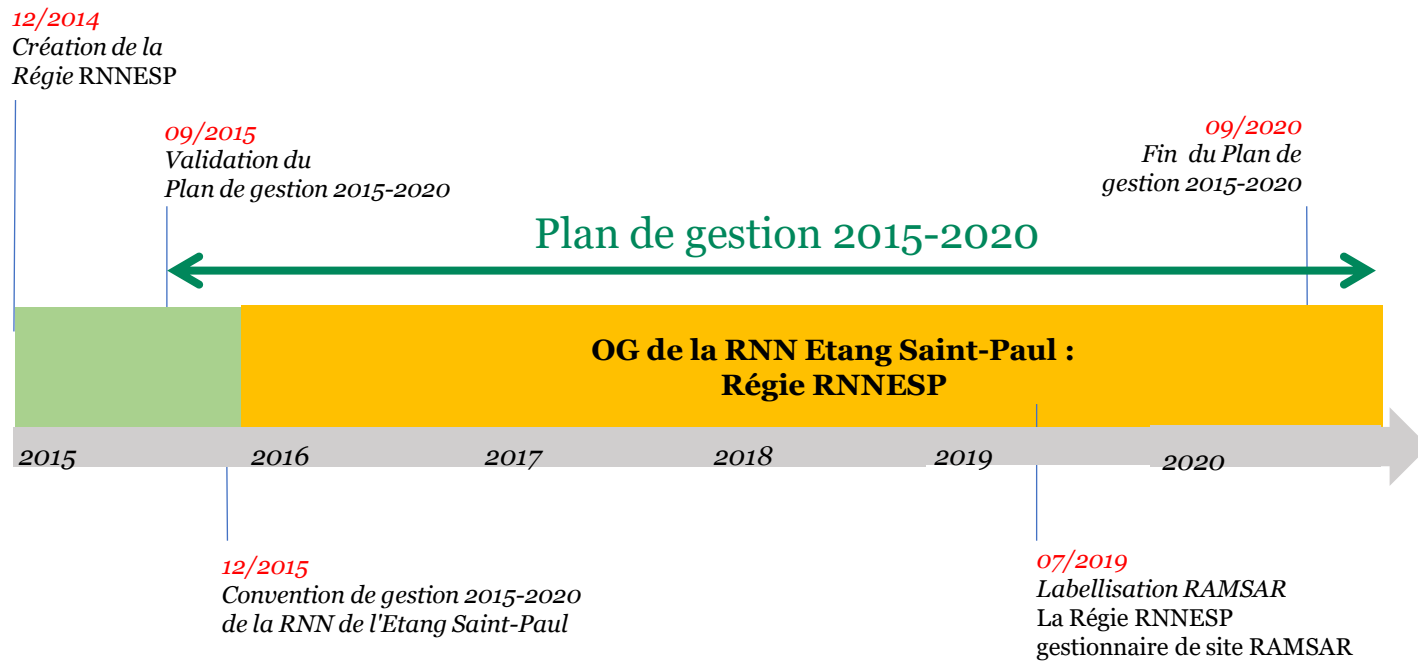 12/2014
Création de la
Régie RNNESP
09/2015
Validation du
Plan de gestion 2015-2020
09/2020
Fin du Plan de
gestion 2015-2020
Plan de gestion 2015-2020
OG de la RNN Etang Saint-Paul :
Régie RNNESP
2015 2016 2017 2018 2019 2020
12/2015
Convention de gestion 2015-2020
de la RNN de l'Etang Saint-Paul
07/2019
Labellisation RAMSAR
La Régie RNNESP
gestionnaire de site RAMSAR